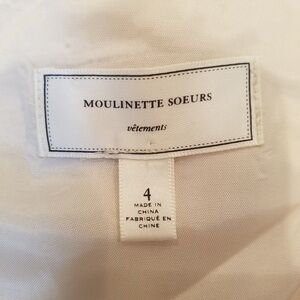 MOULINETTE SOEURS
vêtements
4
MADE IN
CHINA
FABRIQUÉ EN
CHINE